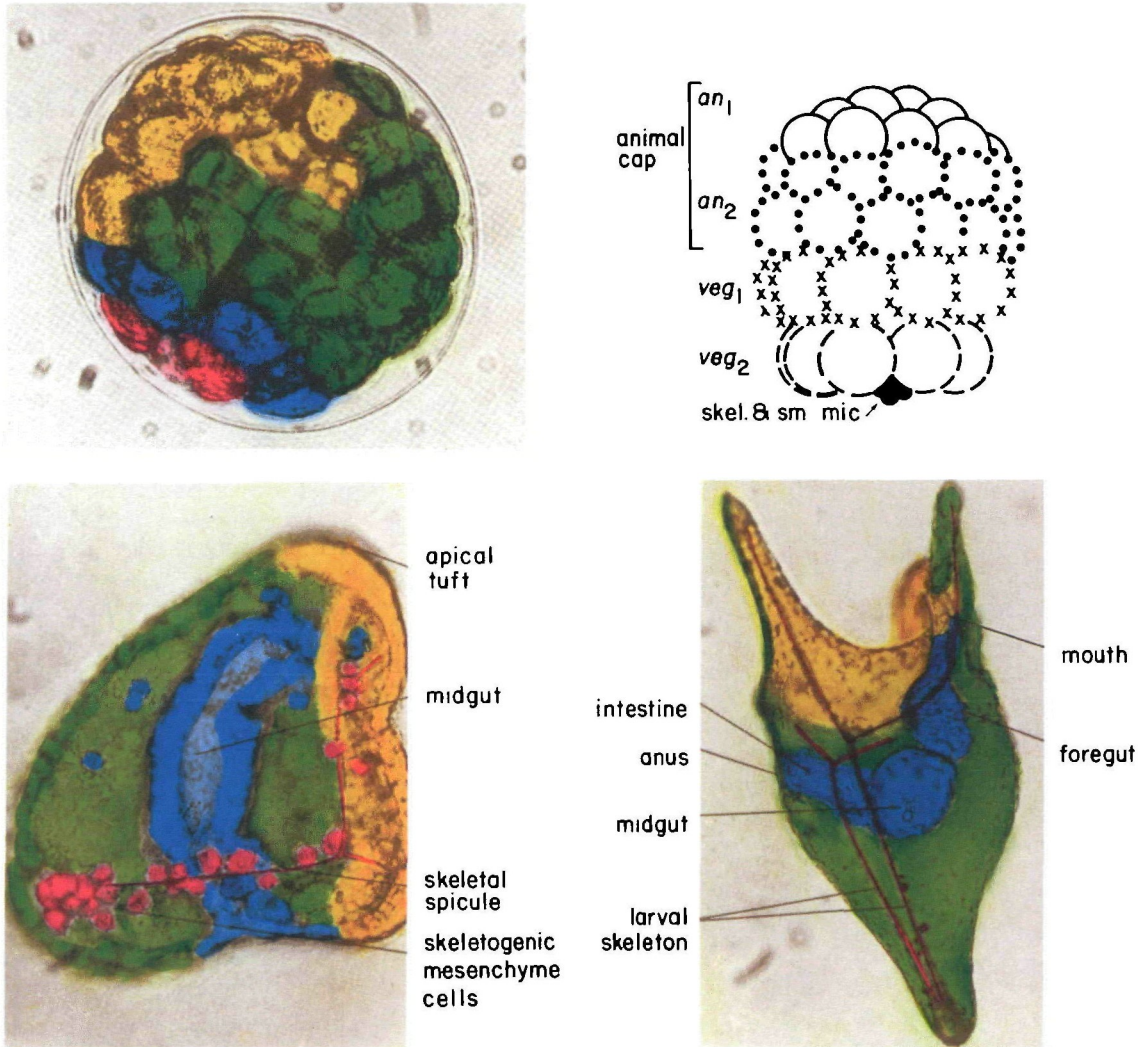 an1
animal
cap
an2
veg1
veg2
skel. & sm mic
apical
tuft
midgut
skeletal
spicule
skeletogenic
mesenchyme
cells
mouth
intestine
anus
foregut
midgut
larval
skeleton